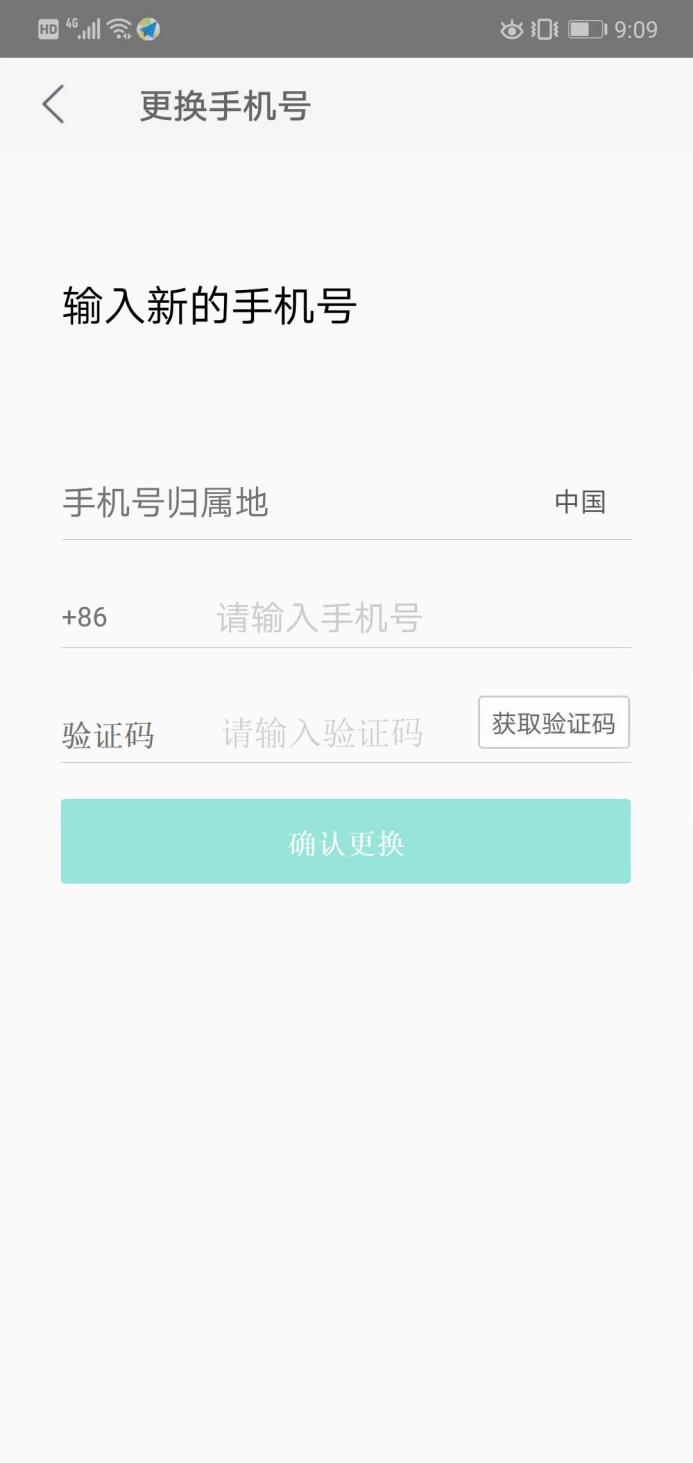 HD 4G 9:09
更换手机号
输入新的手机号
手机号归属地 中国
+86 请输入手机号
验证码 请输入验证码 获取验证码
确认更换